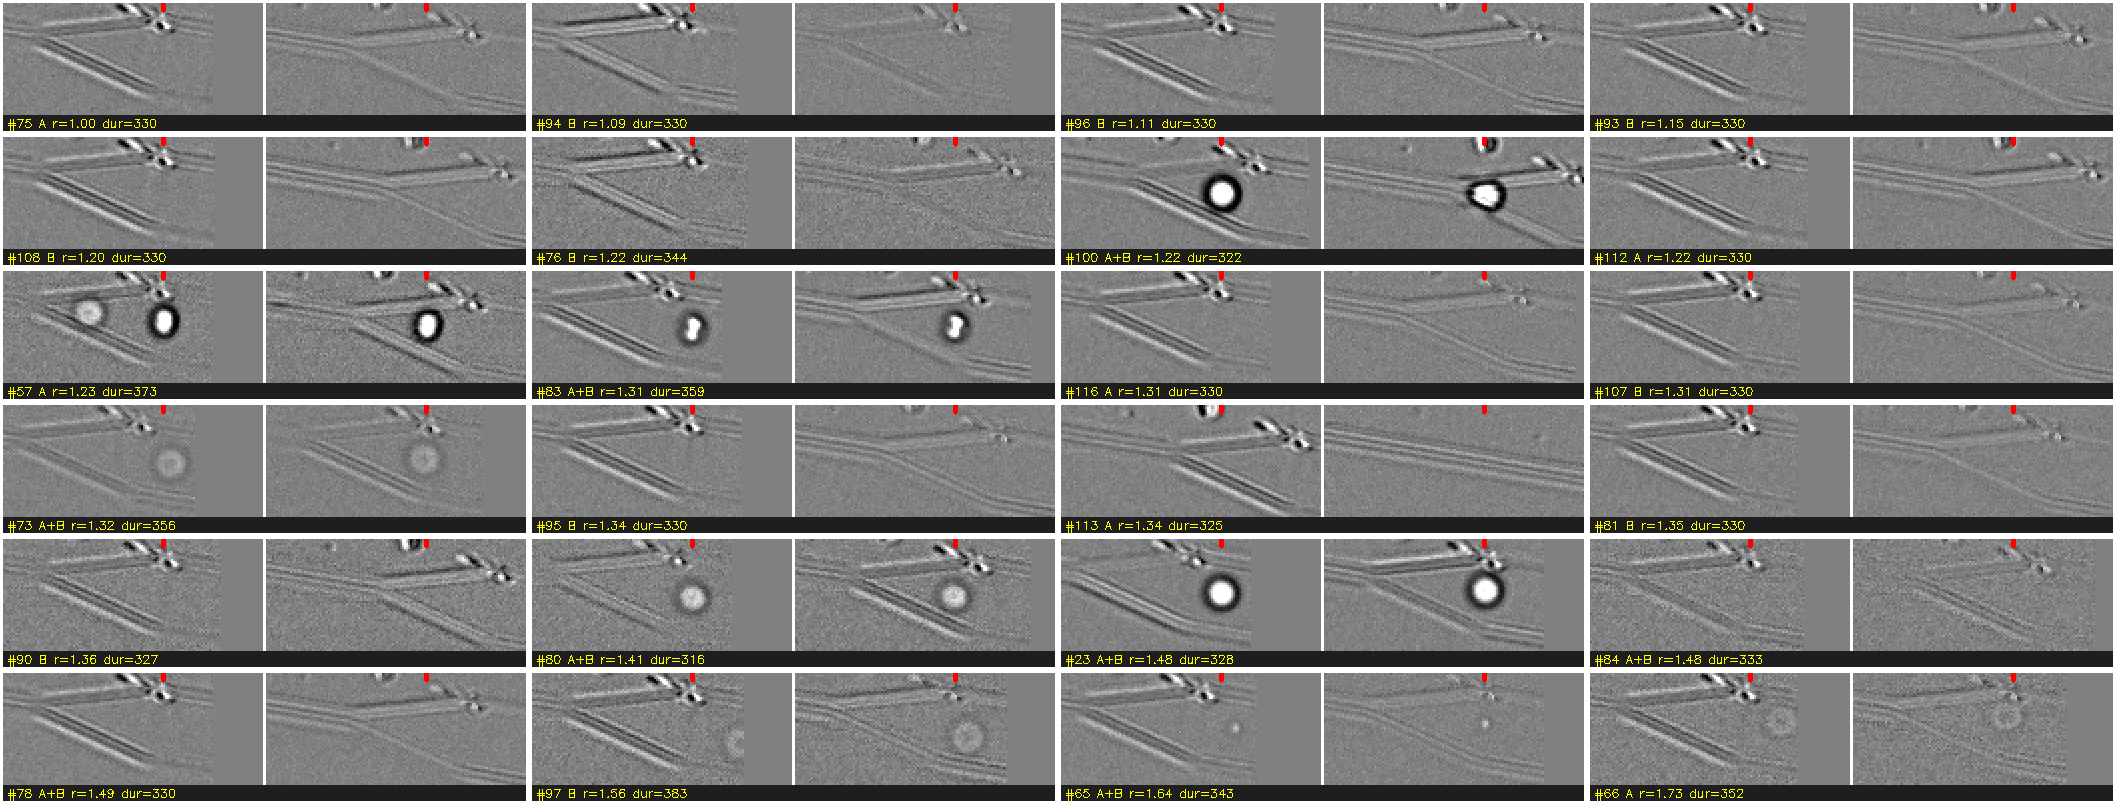 #75 A r=1.00 dur=330
#94 B r=1.09 dur=330
#96 B r=1.11 dur=330
#93 B r=1.15 dur=330
#108 B r=1.20 dur=330
#76 B r=1.22 dur=344
#100 A+B r=1.22 dur=322
#112 A r=1.22 dur=330
#57 A r=1.23 dur=373
#83 A+B r=1.31 dur=359
#116 A r=1.31 dur=330
#107 B r=1.31 dur=330
#73 A+B r=1.32 dur=356
#95 B r=1.34 dur=330
#113 A r=1.34 dur=325
#81 B r=1.35 dur=330
#90 B r=1.36 dur=327
#80 A+B r=1.41 dur=316
#23 A+B r=1.48 dur=328
#84 A+B r=1.48 dur=333
#78 A+B r=1.49 dur=330
#97 B r=1.56 dur=383
#65 A+B r=1.64 dur=343
#66 A r=1.73 dur=352